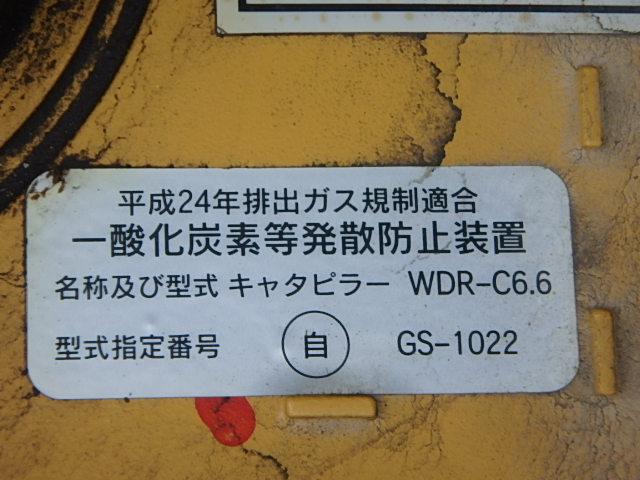 平成24年排出ガス規制適合
一酸化炭素等発散防止装置
名称及び型式 キャタピラー WDR-C6.6
型式指定番号 自 GS-1022